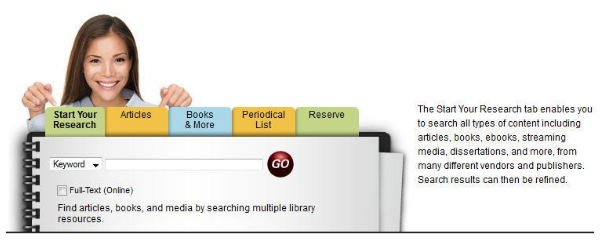 Start Your
Research
Articles
Books
& More
Periodical
List
Reserve
Keyword
GO
Full-Text (Online)
Find articles, books, and media by searching multiple library
resources.
The Start Your Research tab enables you
to search all types of content including
articles, books, ebooks, streaming
media, dissertations, and more, from
many different vendors and publishers.
Search results can then be refined.